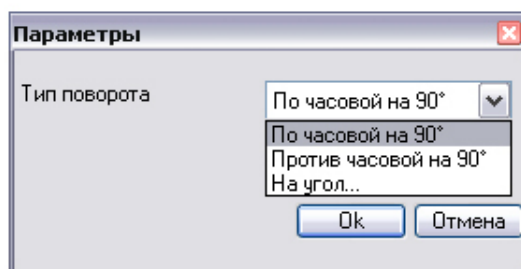 Параметры
Тип поворота
По часовой на 90°
По часовой на 90°
Против часовой на 90°
На угол...
Ok
Отмена